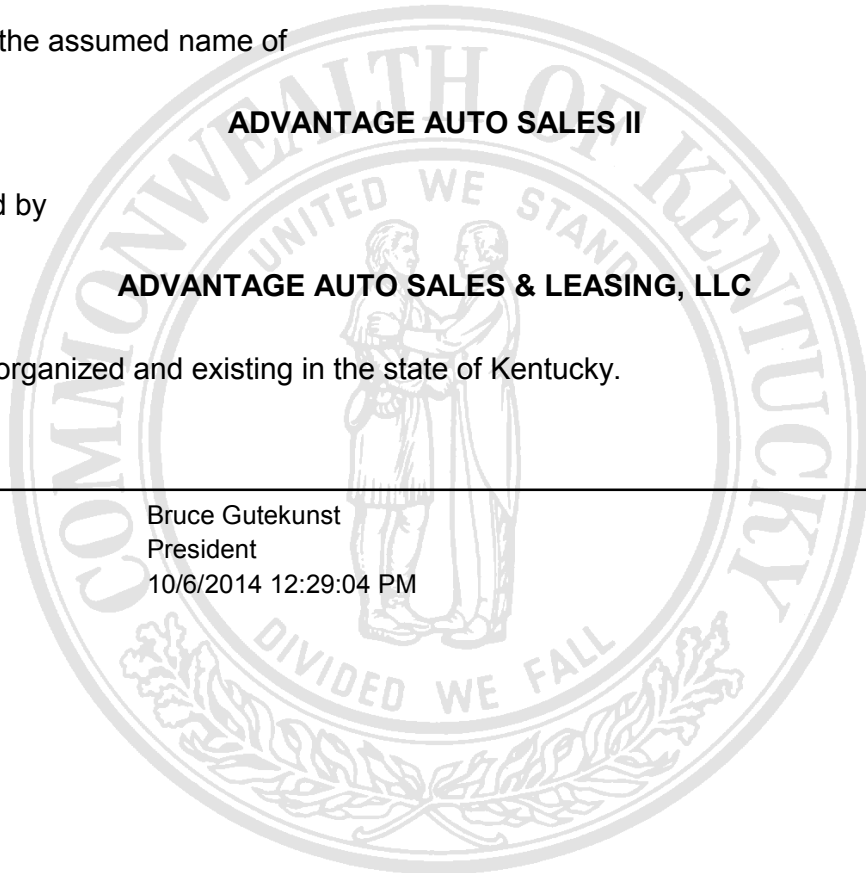 the assumed name of
ADVANTAGE AUTO SALES II
d by
ADVANTAGE AUTO SALES & LEASING, LLC
organized and existing in the state of Kentucky.
Bruce Gutekunst
President
10/6/2014 12:29:04 PM
COMMONWEALTH OF KENTUCKY
UNITED WE STAND
DIVIDED WE FALL